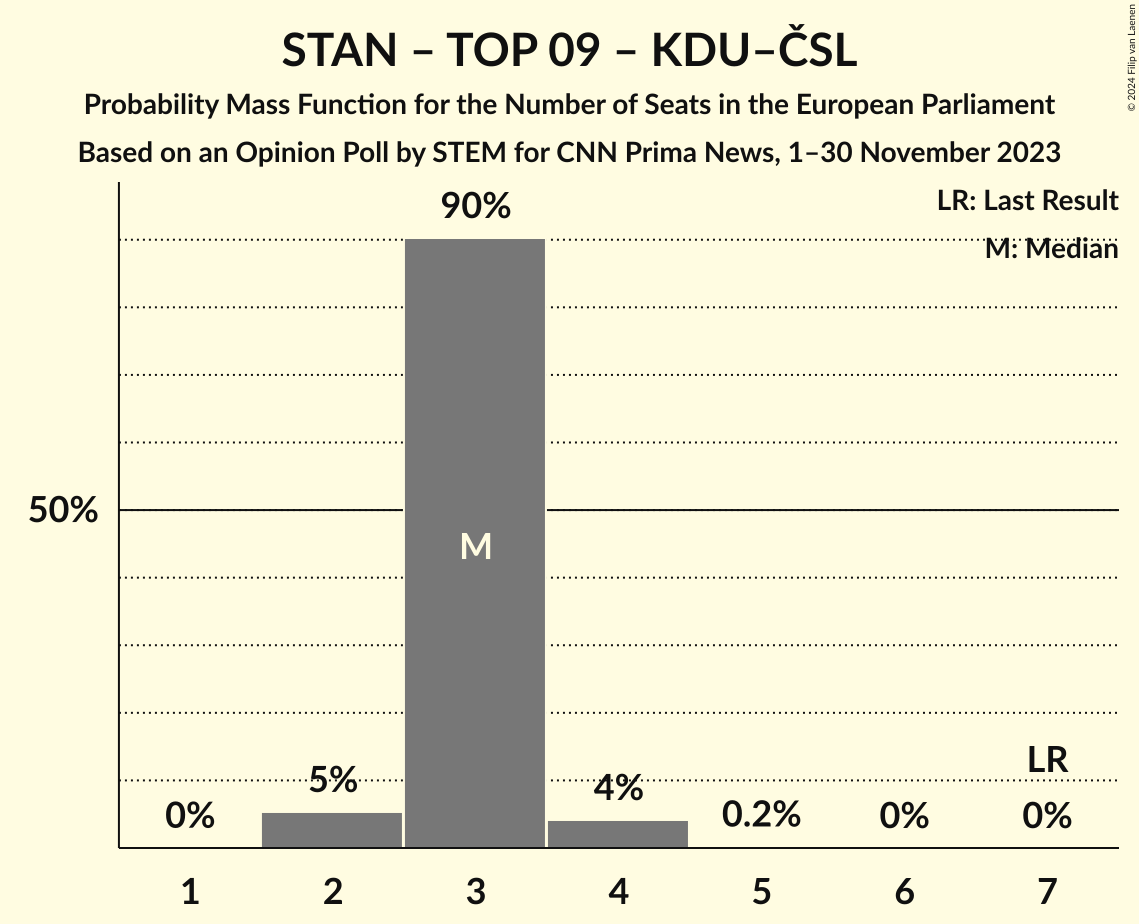 STAN – TOP 09 – KDU–ČSL
Probability Mass Function for the Number of Seats in the European Parliament
Based on an Opinion Poll by STEM for CNN Prima News, 1–30 November 2023
© 2024 Filip van Laenen
LR: Last Result
M: Median
90%
50%
M
LR
5%
4%
0%
0.2%
0%
0%
1 2 3 4 5 6 7